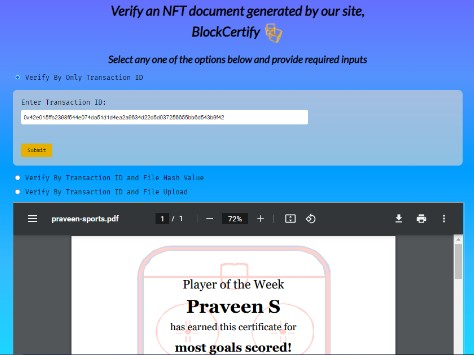 Verify an NFT document generated by our site,
BlockCertify
Select any one of the options below and provide required inputs
Verify By Only Transaction ID
Enter Transaction ID:
Submit
Verify By Transaction ID and File Hash Value
Verify By Transaction ID and File Upload
praveen-sports.pdf 1 / 1 72%
Player of the Week
Praveen S
has earned this certificate for
most goals scored!